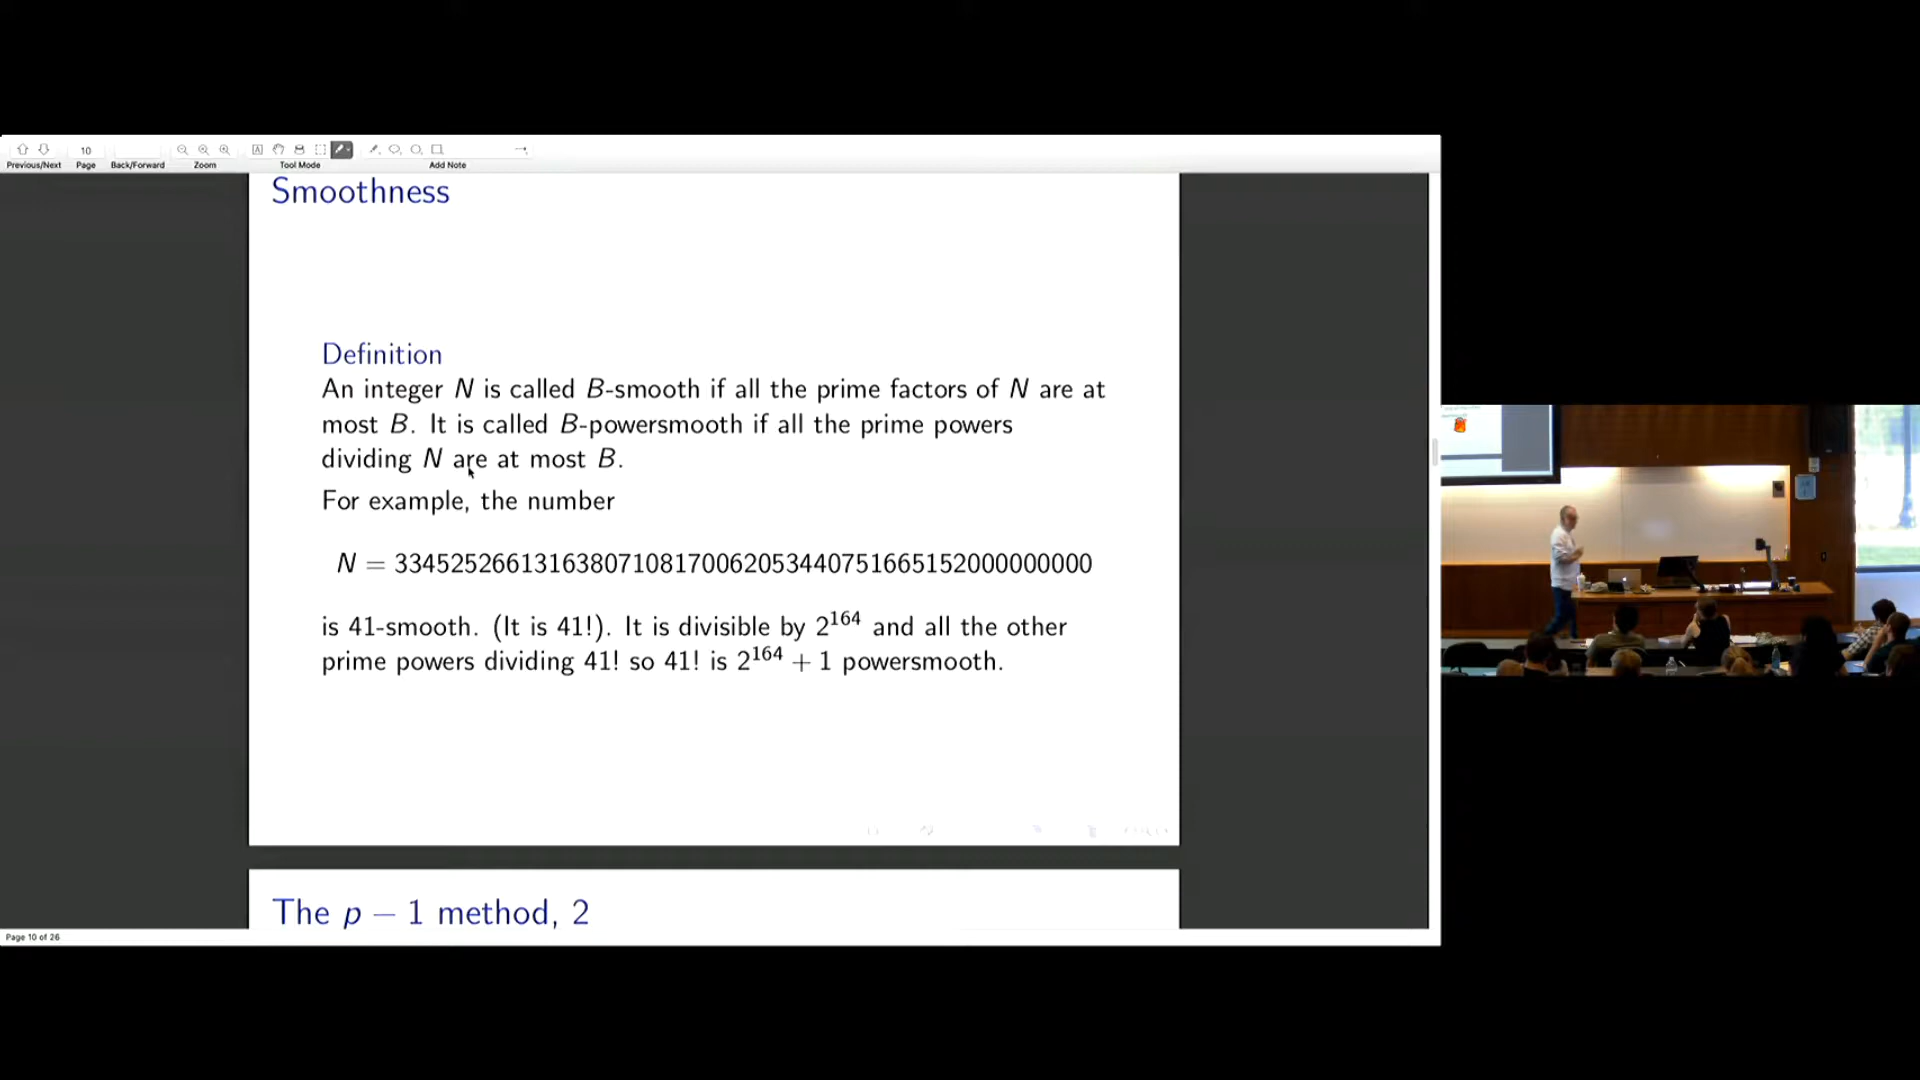 10
Previous/Next Page Back/Forward Zoom Tool Mode Add Note
Smoothness
Definition
An integer N is called B-smooth if all the prime factors of N are at
most B. It is called B-powersmooth if all the prime powers
dividing N are at most B.
For example, the number
N = 33452526613163807108170062053440751665152000000000
is 41-smooth. (It is 41!). It is divisible by 2^164 and all the other
prime powers dividing 41! so 41! is 2^164 + 1 powersmooth.
The p − 1 method, 2
Page 10 of 26